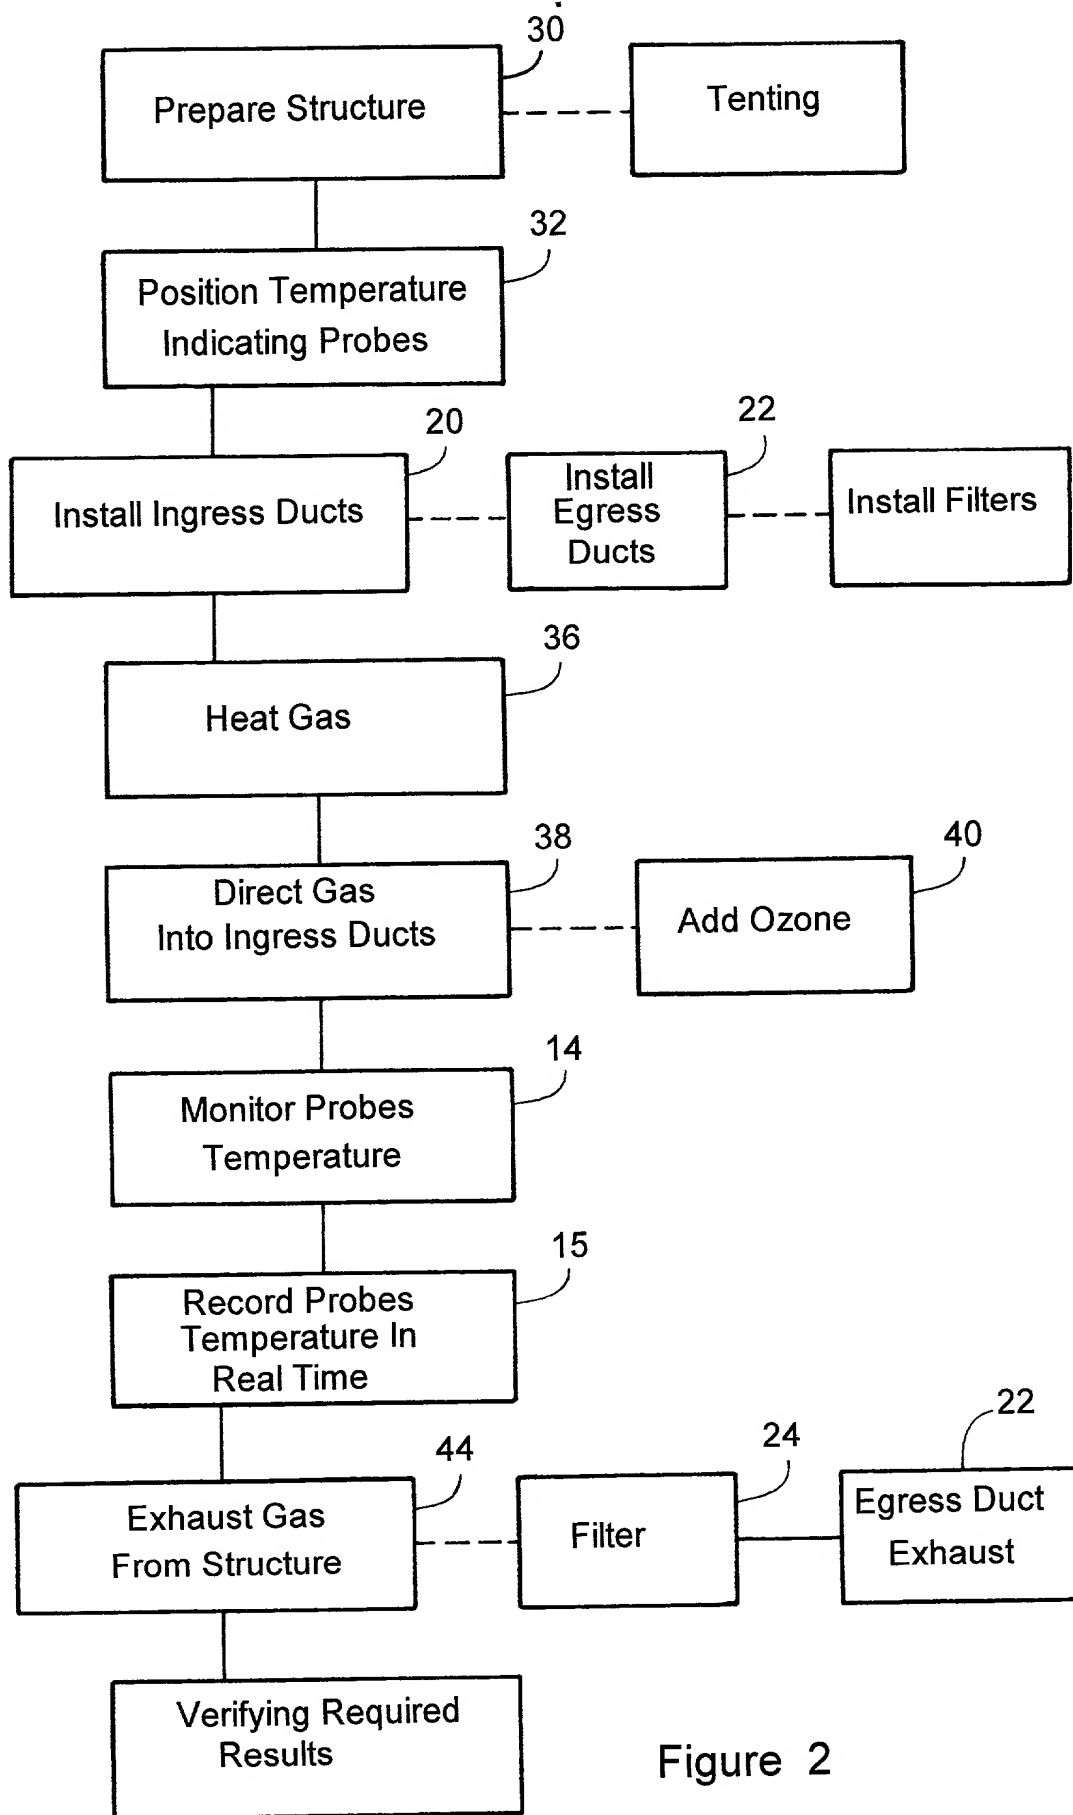 30
Prepare Structure
Tenting
32
Position Temperature
Indicating Probes
20
Install Ingress Ducts
22
Install
Egress
Ducts
Install Filters
36
Heat Gas
38
Direct Gas
Into Ingress Ducts
40
Add Ozone
14
Monitor Probes
Temperature
15
Record Probes
Temperature In
Real Time
44
Exhaust Gas
From Structure
24
Filter
22
Egress Duct
Exhaust
Verifying Required
Results
Figure 2